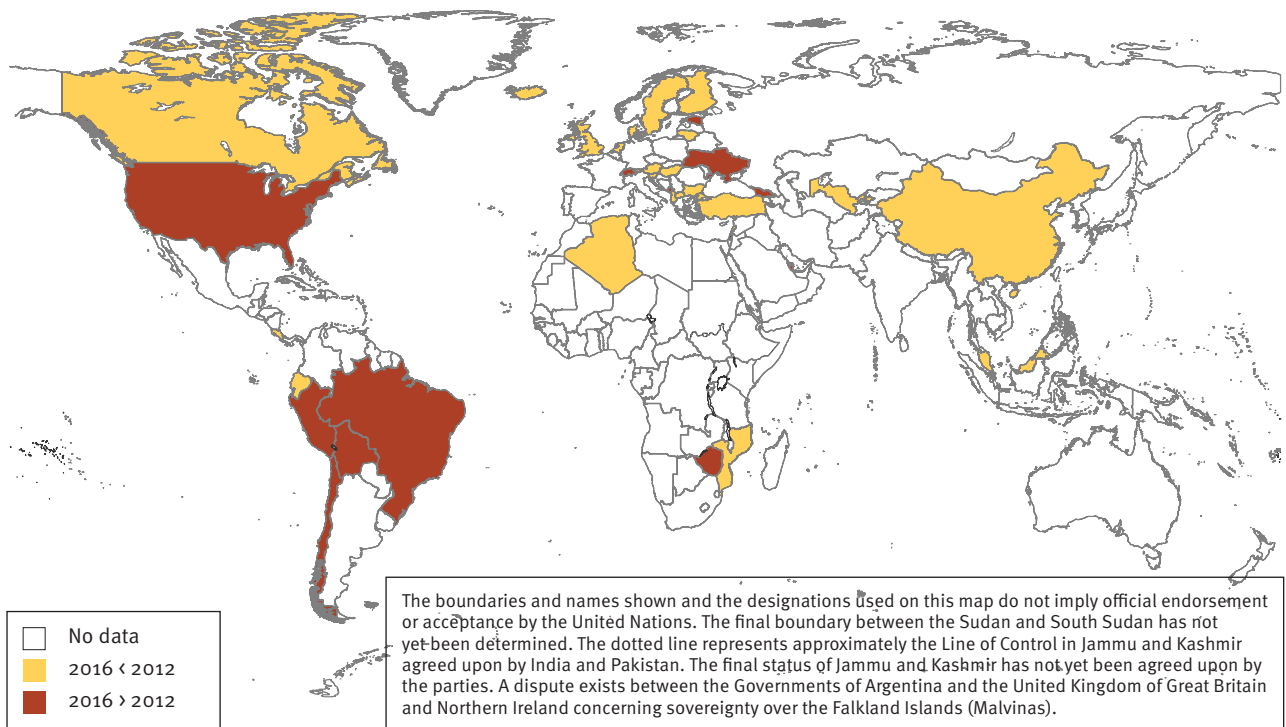 No data
2016 < 2012
2016 > 2012
The boundaries and names shown and the designations used on this map do not imply official endorsement
or acceptance by the United Nations. The final boundary between the Sudan and South Sudan has not
yet been determined. The dotted line represents approximately the Line of Control in Jammu and Kashmir
agreed upon by India and Pakistan. The final status of Jammu and Kashmir has not yet been agreed upon by
the parties. A dispute exists between the Governments of Argentina and the United Kingdom of Great Britain
and Northern Ireland concerning sovereignty over the Falkland Islands (Malvinas).